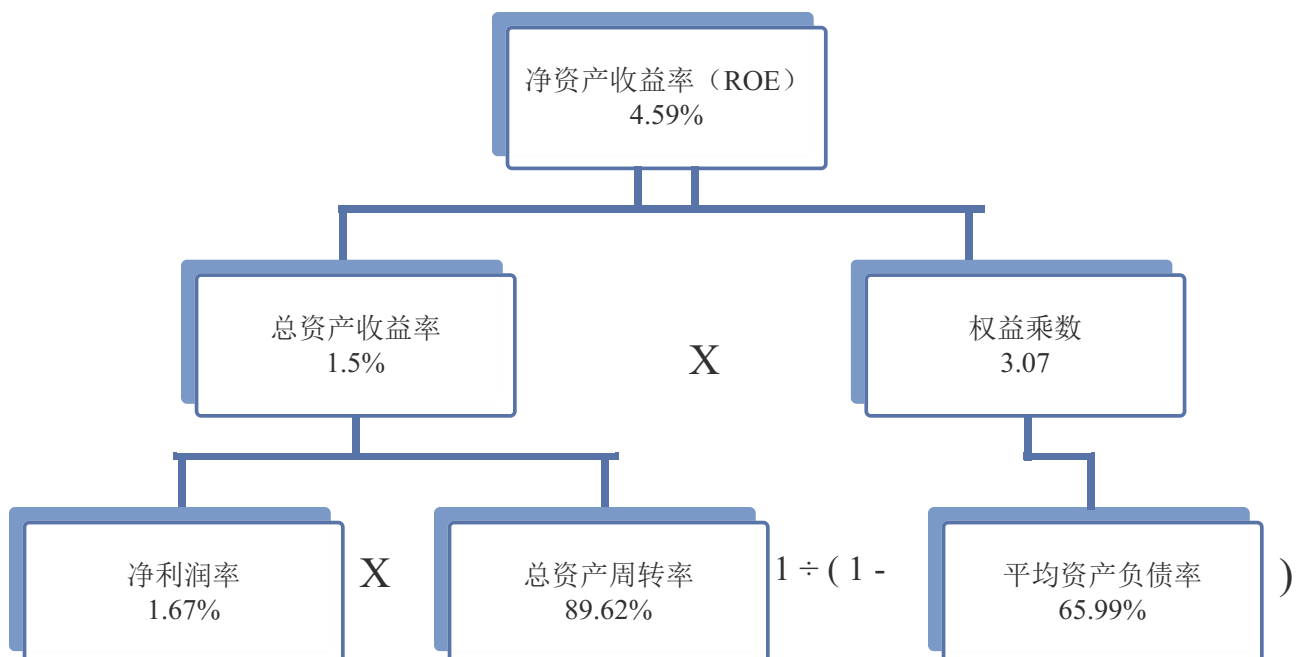 净资产收益率（ROE）
4.59%
总资产收益率
1.5%
X
权益乘数
3.07
净利润率
1.67%
X
总资产周转率
89.62%
1 ÷ ( 1 -
平均资产负债率
65.99%
)